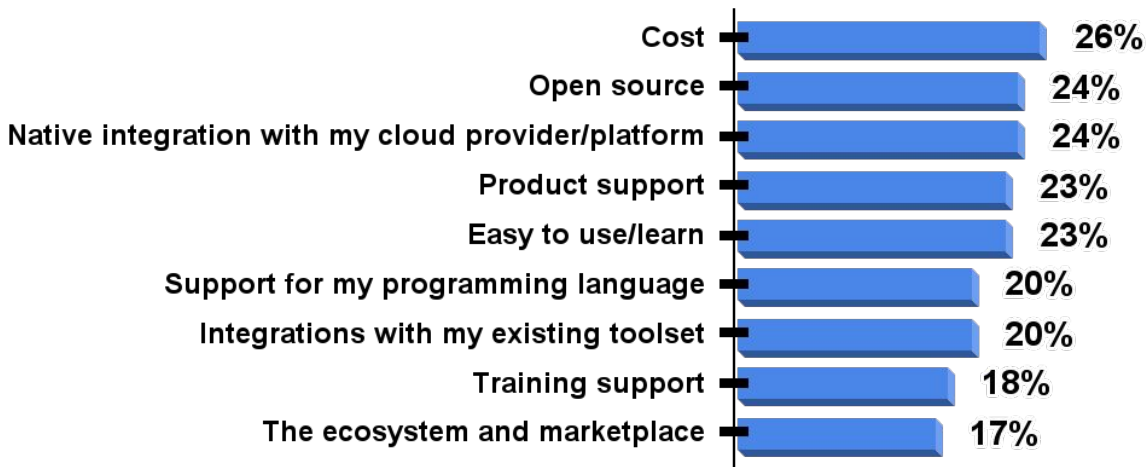 Cost 26%
Open source 24%
Native integration with my cloud provider/platform 24%
Product support 23%
Easy to use/learn 23%
Support for my programming language 20%
Integrations with my existing toolset 20%
Training support 18%
The ecosystem and marketplace 17%